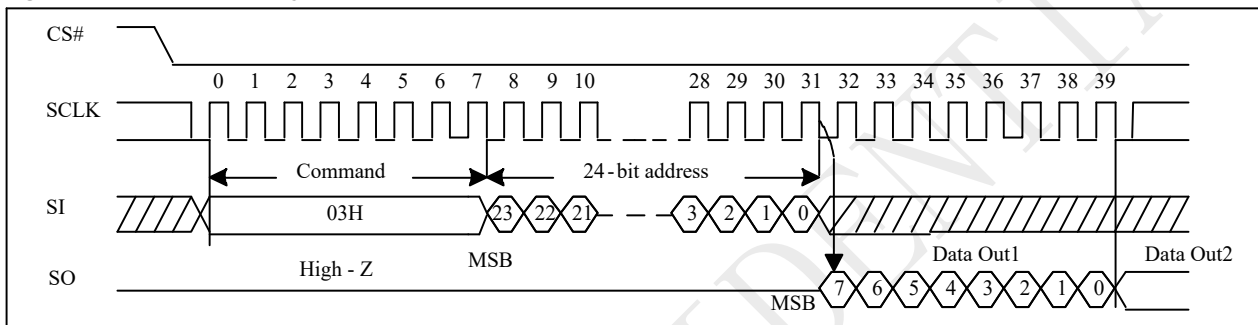 CS#
0 1 2 3 4 5 6 7 8 9 10 28 29 30 31 32 33 34 35 36 37 38 39
SCLK
Command 24-bit address
SI 03H 23 22 21 3 2 1 0
High - Z MSB Data Out1 Data Out2
SO MSB 7 6 5 4 3 2 1 0